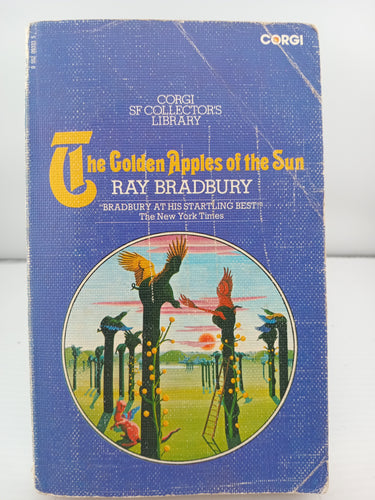 CORGI
CORGI
SF COLLECTOR'S
LIBRARY
The Golden Apples of the Sun
RAY BRADBURY
"BRADBURY AT HIS STARTLING BEST!"
The New York Times